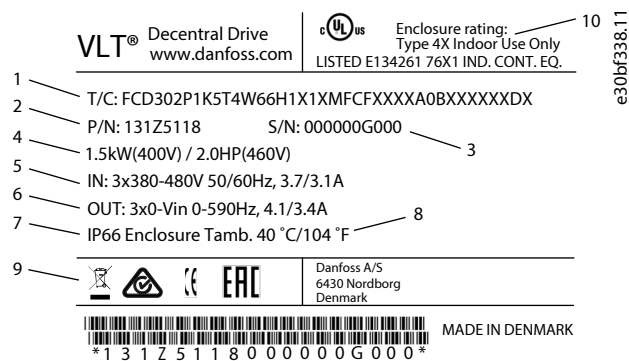 VLT® Decentral Drive
www.danfoss.com
c UL us
Enclosure rating:
Type 4X Indoor Use Only
LISTED E134261 76X1 IND. CONT. EQ.
10
e30bf338.11
1
T/C: FCD302P1K5T4W66H1X1XMFCFXXXXA0BXXXXXXDX
2
P/N: 131Z5118 S/N: 000000G000
3
4
1.5kW(400V) / 2.0HP(460V)
5
IN: 3x380-480V 50/60Hz, 3.7/3.1A
6
OUT: 3x0-Vin 0-590Hz, 4.1/3.4A
7
IP66 Enclosure Tamb. 40 ˚C/104 ˚F
8
9
CE EAC
Danfoss A/S
6430 Nordborg
Denmark
*131Z5118000000G000*
MADE IN DENMARK